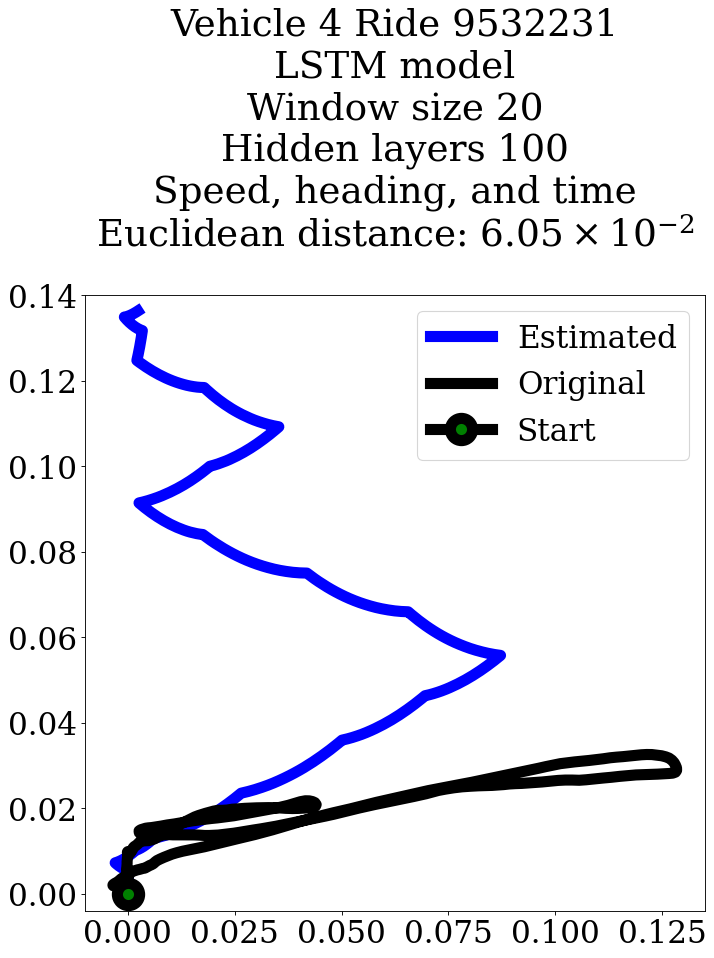 Vehicle 4 Ride 9532231
LSTM model
Window size 20
Hidden layers 100
Speed, heading, and time
Euclidean distance: 6.05 × 10⁻²
0.14
0.12
0.10
0.08
0.06
0.04
0.02
0.00
Estimated
Original
Start
0.000 0.025 0.050 0.075 0.100 0.125